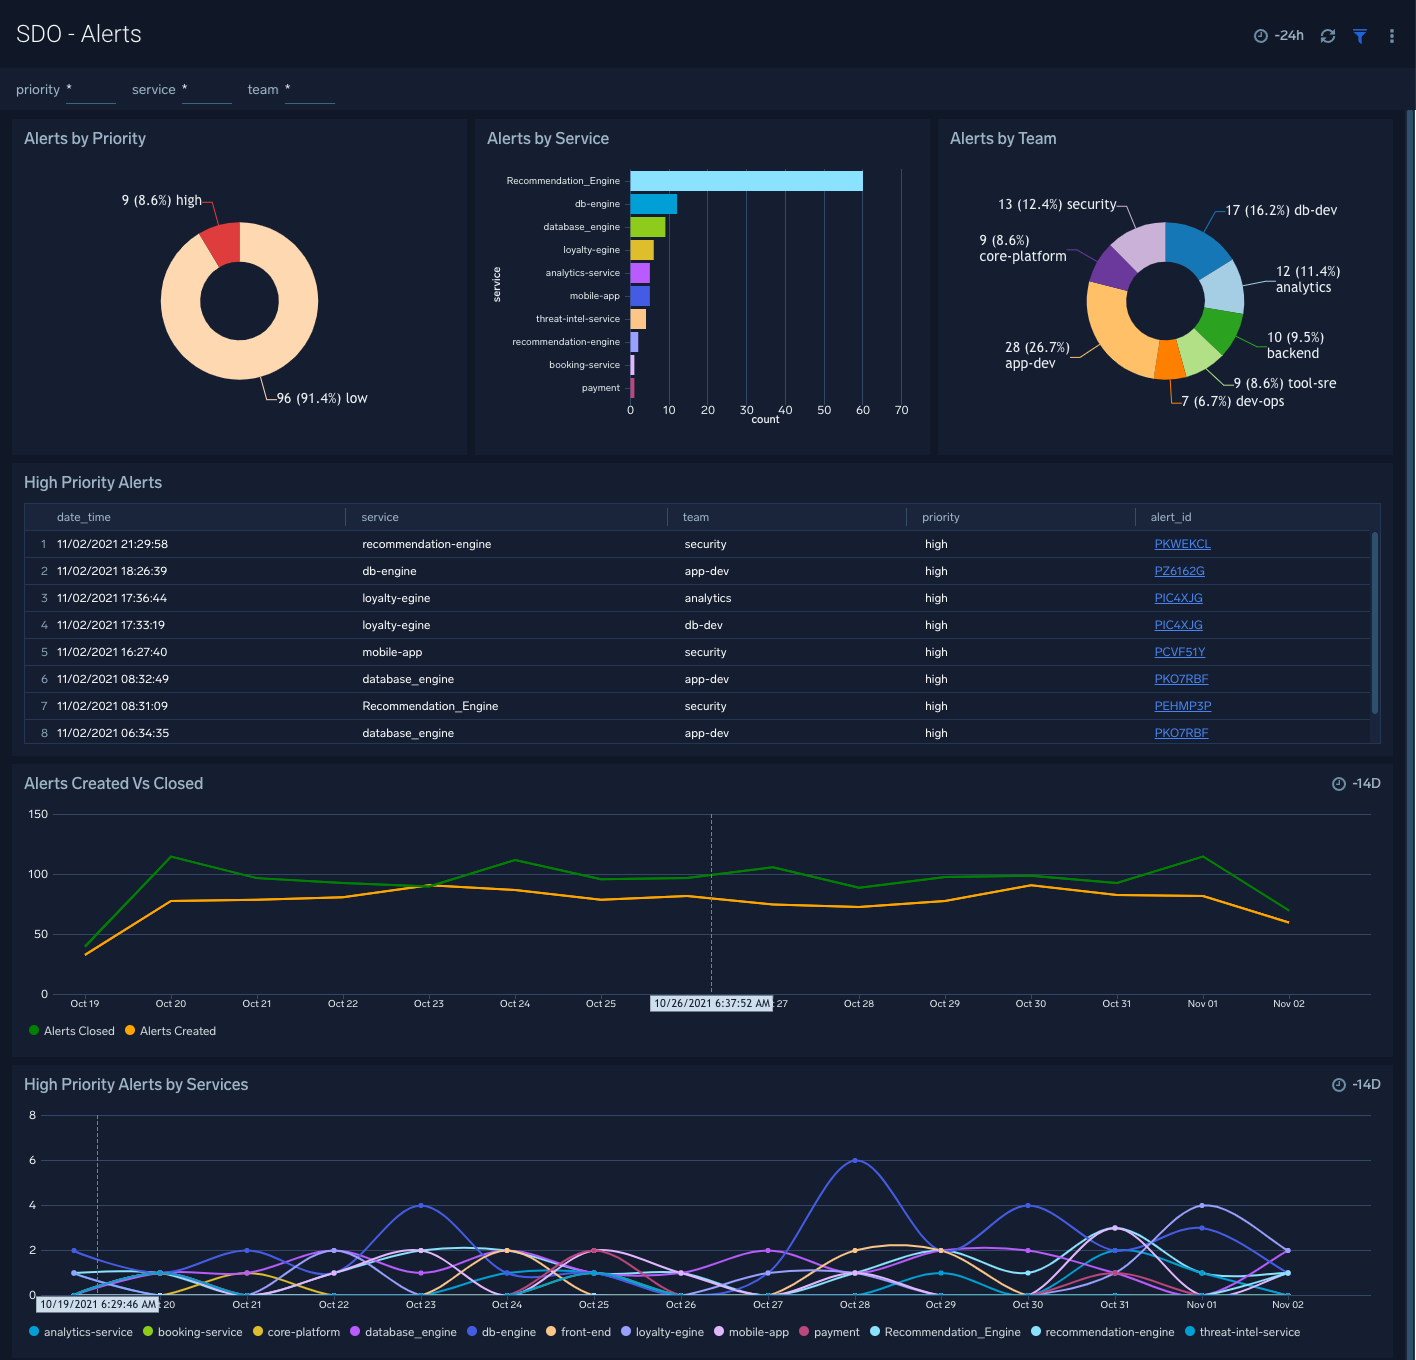 SDO - Alerts
-24h
priority * service * team *
Alerts by Priority
9 (8.6%) high
96 (91.4%) low
Alerts by Service
service
Recommendation_Engine
db-engine
database_engine
loyalty-egine
analytics-service
mobile-app
threat-intel-service
recommendation-engine
booking-service
payment
0 10 20 30 40 50 60 70
count
Alerts by Team
13 (12.4%) security
17 (16.2%) db-dev
9 (8.6%)
core-platform
12 (11.4%)
analytics
10 (9.5%)
backend
28 (26.7%)
app-dev
9 (8.6%) tool-sre
7 (6.7%) dev-ops
High Priority Alerts
date_time service team priority alert_id
1 11/02/2021 21:29:58 recommendation-engine security high PKWEKCL
2 11/02/2021 18:26:39 db-engine app-dev high PZ6162G
3 11/02/2021 17:36:44 loyalty-egine analytics high PIC4XJG
4 11/02/2021 17:33:19 loyalty-egine db-dev high PIC4XJG
5 11/02/2021 16:27:40 mobile-app security high PCVF51Y
6 11/02/2021 08:32:49 database_engine app-dev high PKO7RBF
7 11/02/2021 08:31:09 Recommendation_Engine security high PEHMP3P
8 11/02/2021 06:34:35 database_engine app-dev high PKO7RBF
Alerts Created Vs Closed
-14D
150
100
50
0
Oct 19 Oct 20 Oct 21 Oct 22 Oct 23 Oct 24 Oct 25 10/26/2021 6:37:52 AM 27 Oct 28 Oct 29 Oct 30 Oct 31 Nov 01 Nov 02
Alerts Closed Alerts Created
High Priority Alerts by Services
-14D
8
6
4
2
0
10/19/2021 6:29:46 AM 20 Oct 21 Oct 22 Oct 23 Oct 24 Oct 25 Oct 26 Oct 27 Oct 28 Oct 29 Oct 30 Oct 31 Nov 01 Nov 02
analytics-service booking-service core-platform database_engine db-engine front-end loyalty-egine mobile-app payment Recommendation_Engine recommendation-engine threat-intel-service